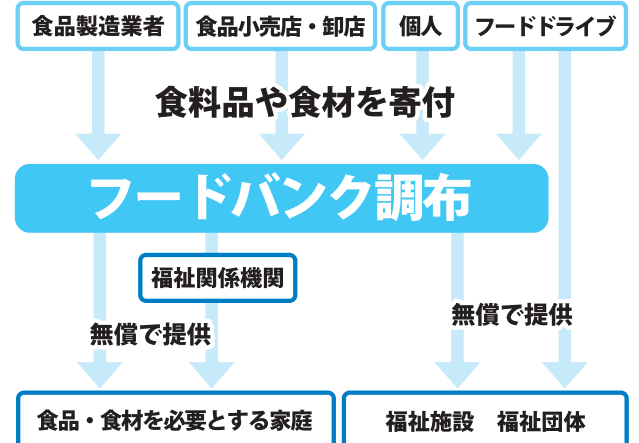 食品製造業者
食品小売店・卸店
個人
フードドライブ
食料品や食材を寄付
フードバンク調布
福祉関係機関
無償で提供
無償で提供
食品・食材を必要とする家庭
福祉施設　福祉団体